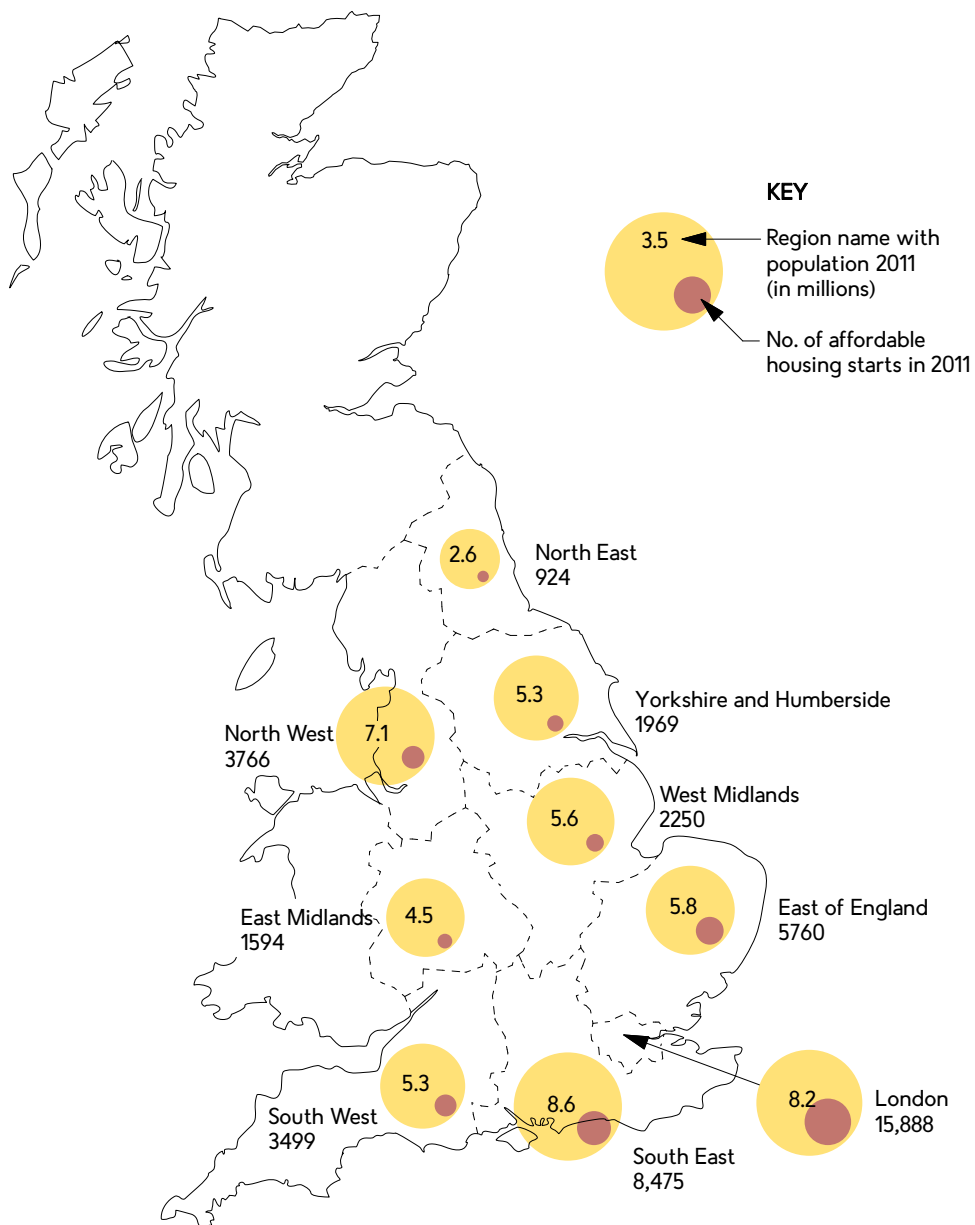 KEY
3.5
Region name with
population 2011
(in millions)
No. of affordable
housing starts in 2011
2.6
North East
924
5.3
Yorkshire and Humberside
1969
North West
3766
7.1
5.6
West Midlands
2250
East Midlands
1594
4.5
5.8
East of England
5760
5.3
South West
3499
8.6
South East
8,475
8.2
London
15,888